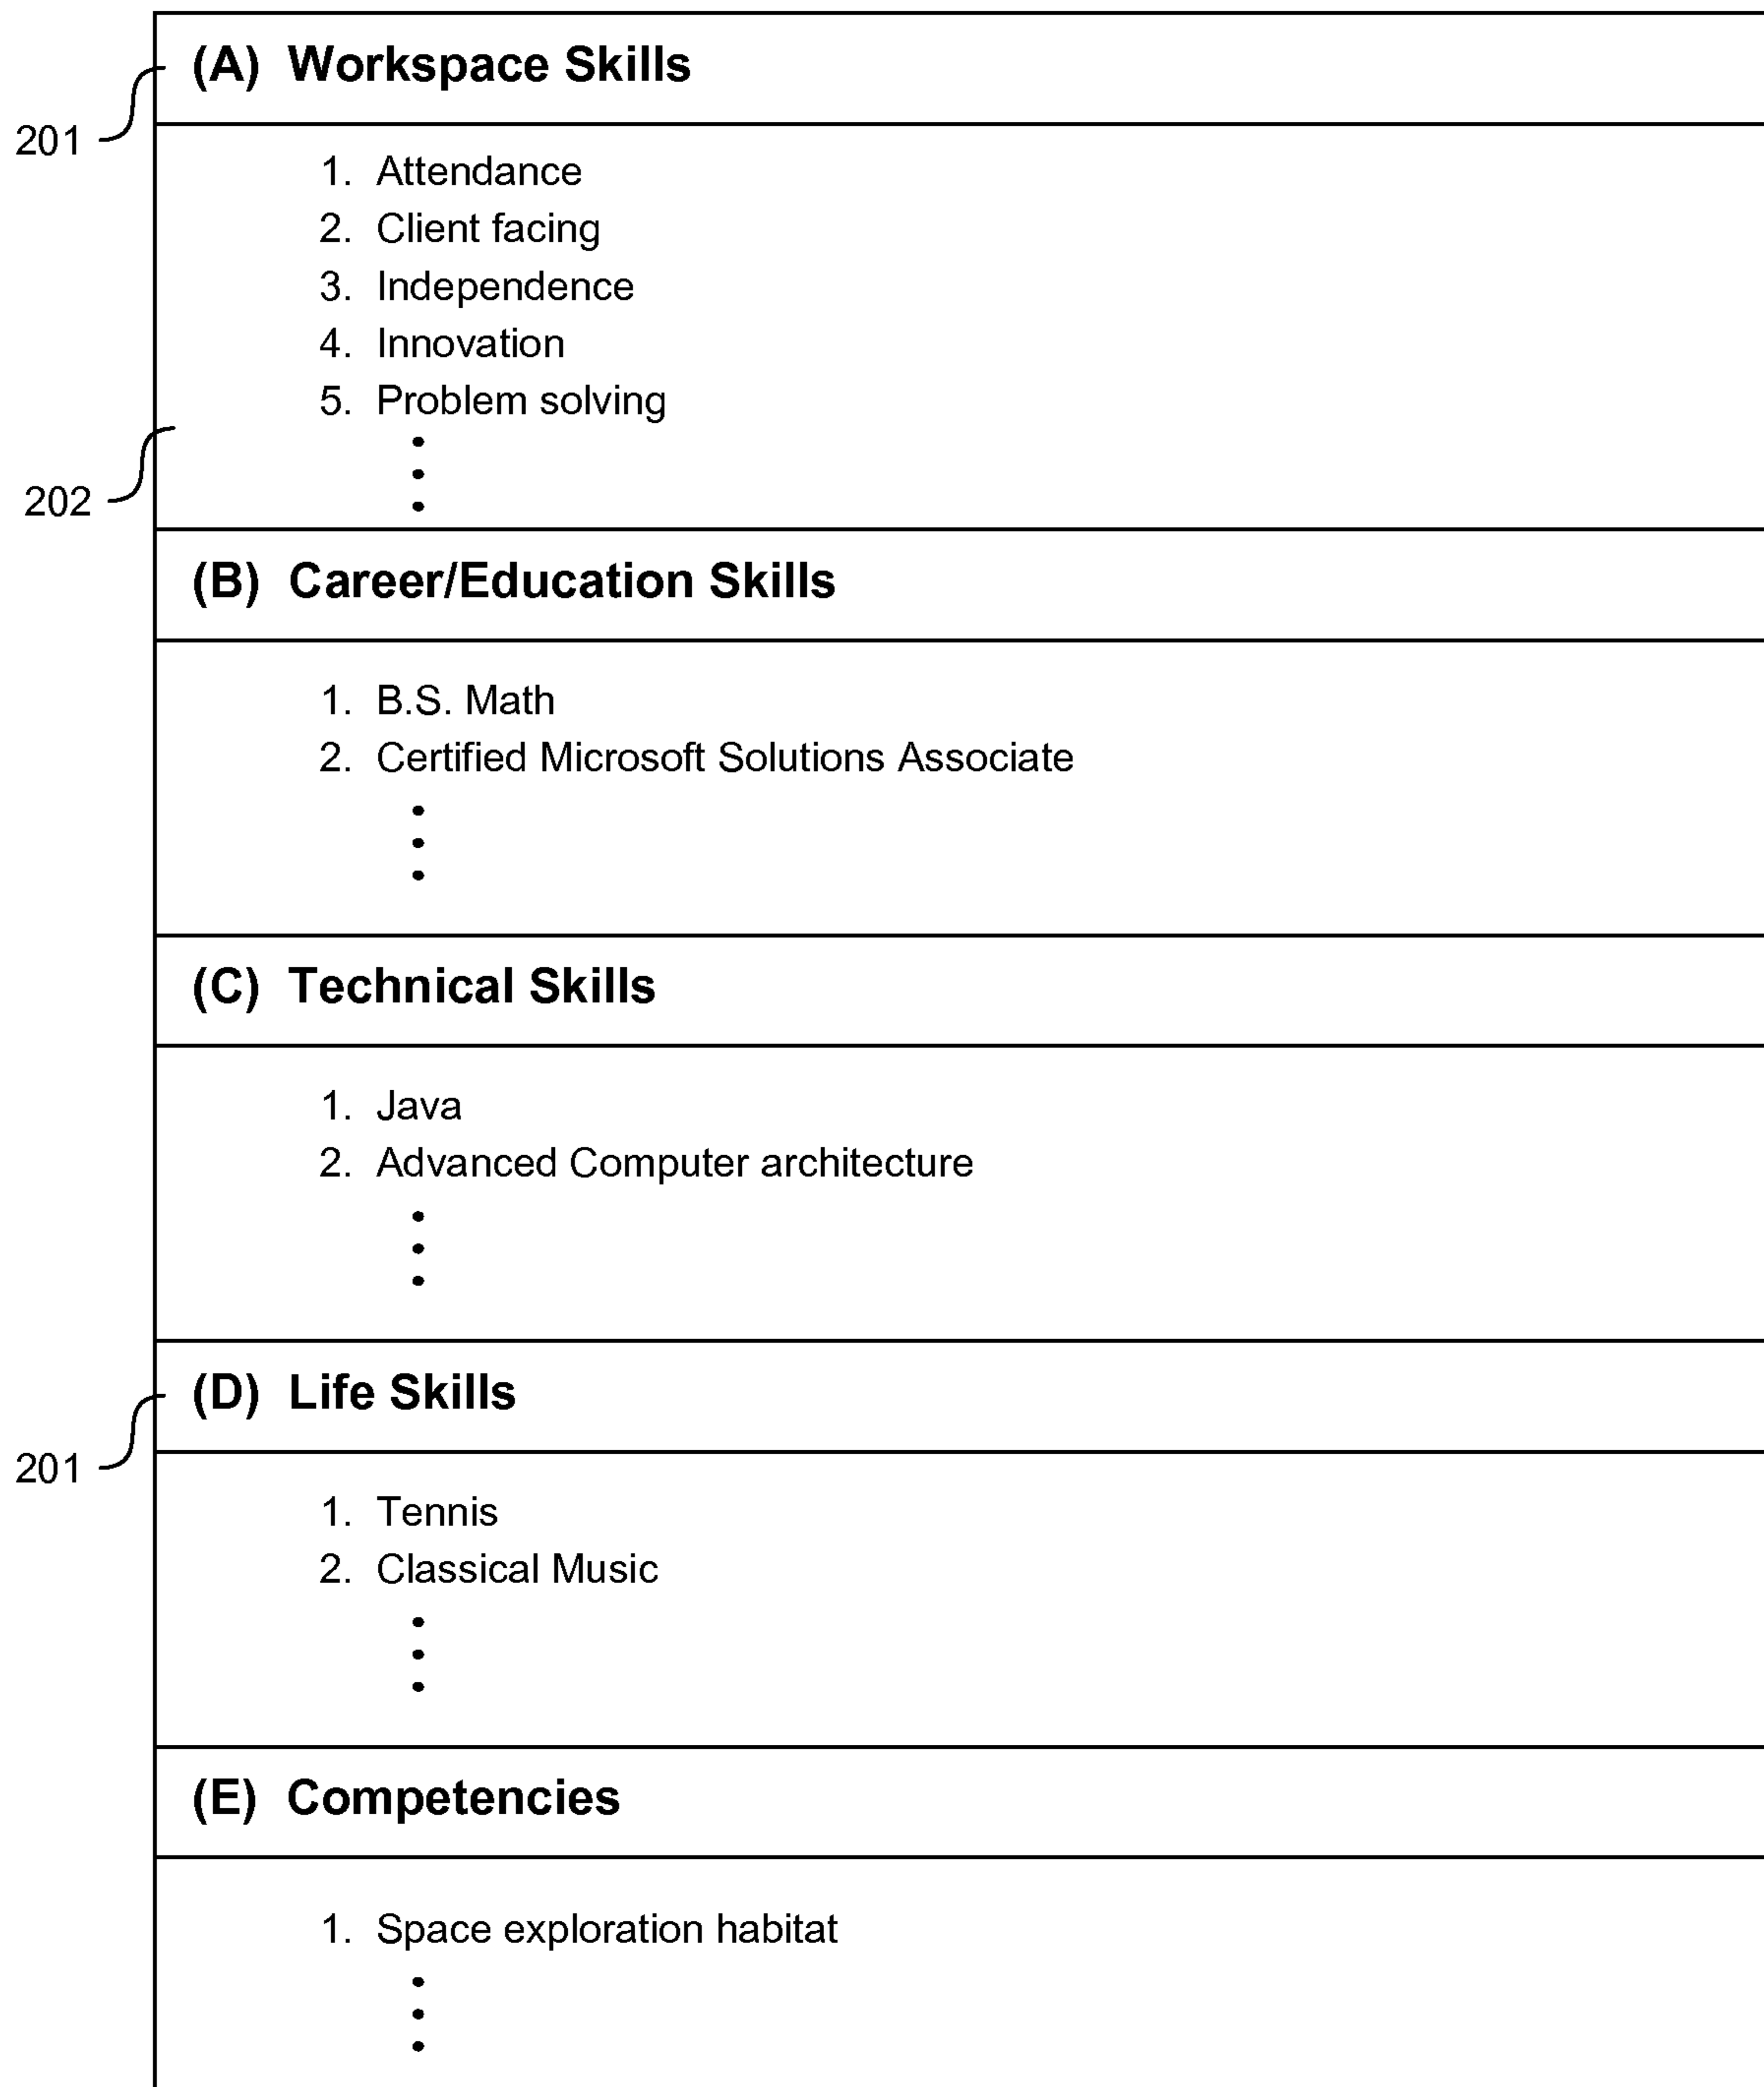 (A) Workspace Skills
201
1. Attendance
2. Client facing
3. Independence
4. Innovation
5. Problem solving
202
(B) Career/Education Skills
1. B.S. Math
2. Certified Microsoft Solutions Associate
(C) Technical Skills
1. Java
2. Advanced Computer architecture
(D) Life Skills
201
1. Tennis
2. Classical Music
(E) Competencies
1. Space exploration habitat